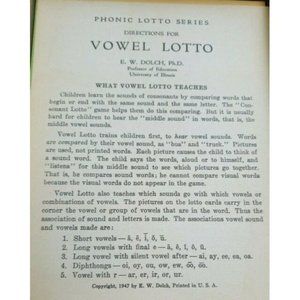 PHONIC LOTTO SERIES
DIRECTIONS FOR
VOWEL LOTTO
E. W. DOLCH, Ph.D.
Professor of Education
University of Illinois
WHAT VOWEL LOTTO TEACHES
Children learn the sounds of consonants by comparing words that
begin or end with the same sound and the same letter. The "Con-
sonant Lotto" game helps them do this comparing. But it is usually
hard for children to hear the "middle sound" in words, that is, the
middle vowel sounds.
Vowel Lotto trains children first, to hear vowel sounds. Words
are compared by their vowel sound, as "bus" and "truck." Pictures
are used, not printed words. Each picture causes the child to think of
a sound word. The child says the words, aloud or to himself, and
"listens" for this middle sound to see which pictures go together.
That is, he compares sound words; he cannot compare visual words
because the visual words do not appear in the game.
Vowel Lotto also teaches which sounds go with which vowels or
combinations of vowels. The pictures on the lotto cards carry in the
corner the vowel or group of vowels that are in the word. Thus the
association of sound and letters is made. The associations vowel sound
and vowels made are:
1. Short vowels — ă, ĕ, ĭ, ŏ, ŭ.
2. Long vowels with final e — ā, ē, ī, ō, ū.
3. Long vowel with silent vowel after — ai, ay, ee, ea, oa.
4. Diphthongs — oi, oy, ou, ow, ew, o͝o, o͞o.
5. Vowel with r — ar, er, ir, or, ur.
Copyright, 1947 by E. W. Dolch, Printed in U. S. A.